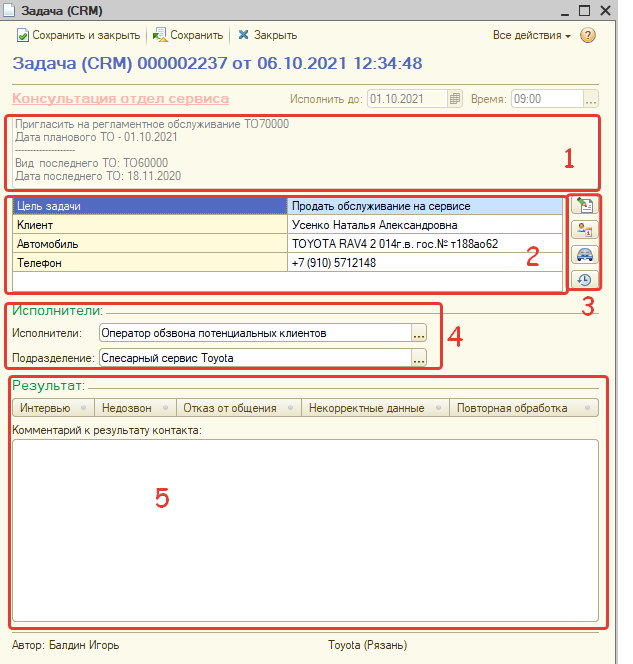 Задача (CRM)
Сохранить и закрыть Сохранить Закрыть Все действия ?
Задача (CRM) 000002237 от 06.10.2021 12:34:48
Консультация отдел сервиса Исполнить до: 01.10.2021 Время: 09:00 ...
Пригласить на регламентное обслуживание ТО70000
Дата планового ТО - 01.10.2021
--------------------
Вид последнего ТО: ТО60000
Дата последнего ТО: 18.11.2020
1
Цель задачи Продать обслуживание на сервисе
Клиент Усенко Наталья Александровна
Автомобиль TOYOTA RAV4 2 014г.в. гос.№ т188ао62
Телефон +7 (910) 5712148
2
3
Исполнители:
Исполнители: Оператор обзвона потенциальных клиентов ...
Подразделение: Слесарный сервис Toyota ...
4
Результат:
Интервью Недозвон Отказ от общения Некорректные данные Повторная обработка
Комментарий к результату контакта:
5
Автор: Балдин Игорь Toyota (Рязань)